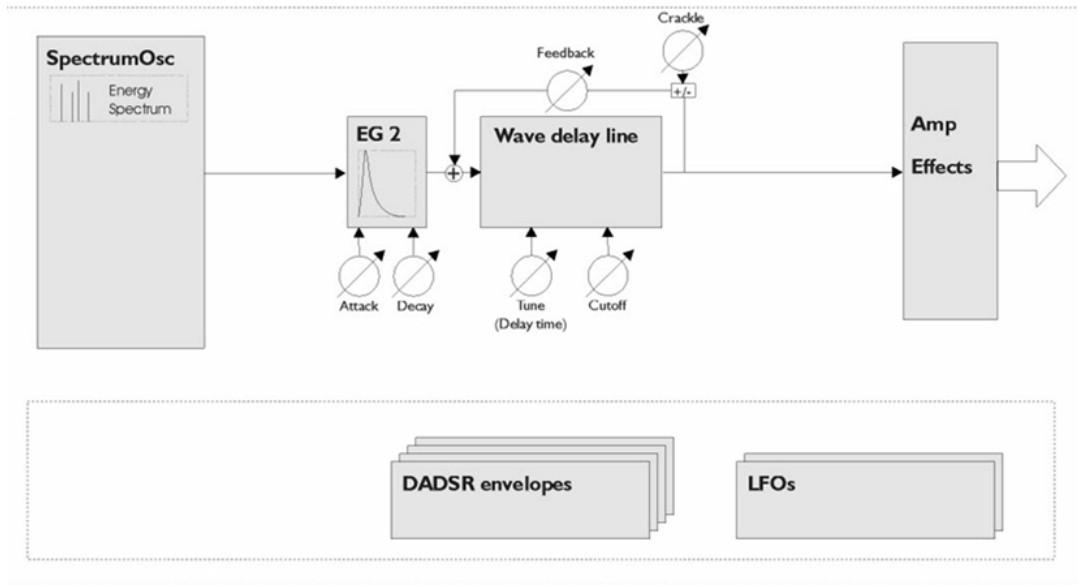 SpectrumOsc
Energy
Spectrum
Crackle
Feedback
+/-
EG 2
+
Wave delay line
Amp
Effects
Attack
Decay
Tune
(Delay time)
Cutoff
DADSR envelopes
LFOs